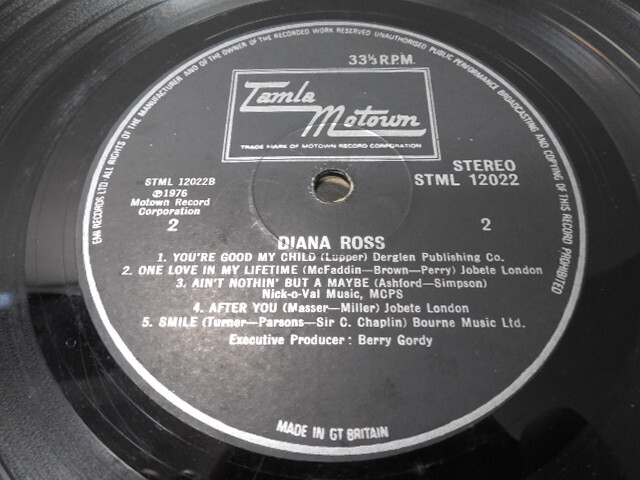 EMI RECORDS LTD·ALL RIGHTS OF THE MANUFACTURER AND OF THE OWNER OF THE RECORDED WORK RESERVED UNAUTHORISED PUBLIC PERFORMANCE BROADCASTING AND COPYING OF THIS RECORD PROHIBITED
33⅓ R.P.M.
Tamla
Motown
TRADE MARK OF MOTOWN RECORD CORPORATION
STML 12022B
℗1976
Motown Record
Corporation
2
STEREO
STML 12022
2
DIANA ROSS
1. YOU'RE GOOD MY CHILD (Lupper) Derglen Publishing Co.
2. ONE LOVE IN MY LIFETIME (McFaddin—Brown—Perry) Jobete London
3. AIN'T NOTHIN' BUT A MAYBE (Ashford—Simpson)
Nick-o-Val Music, MCPS
4. AFTER YOU (Masser—Miller) Jobete London
5. SMILE (Turner—Parsons—Sir C. Chaplin) Bourne Music Ltd.
Executive Producer: Berry Gordy
MADE IN GT BRITAIN